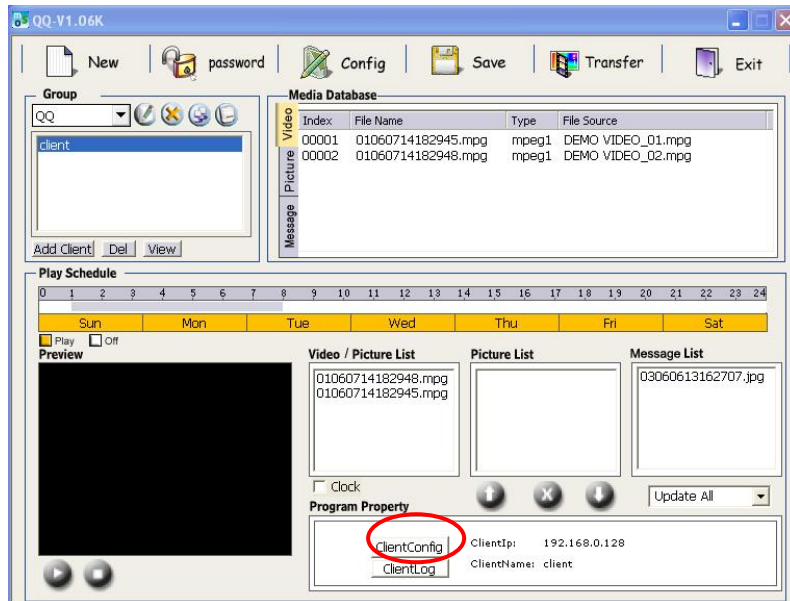 QQ-V1.06K
New password Config Save Transfer Exit
Group
QQ
client
Add Client Del View
Media Database
Video
Picture
Message
Index File Name Type File Source
00001 01060714182945.mpg mpeg1 DEMO VIDEO_01.mpg
00002 01060714182948.mpg mpeg1 DEMO VIDEO_02.mpg
Play Schedule
0 1 2 3 4 5 6 7 8 9 10 11 12 13 14 15 16 17 18 19 20 21 22 23 24
Sun Mon Tue Wed Thu Fri Sat
Play Off
Preview
Video / Picture List
01060714182948.mpg
01060714182945.mpg
Clock
Picture List
Message List
03060613162707.jpg
Update All
Program Property
ClientConfig
ClientLog
ClientIp: 192.168.0.128
ClientName: client